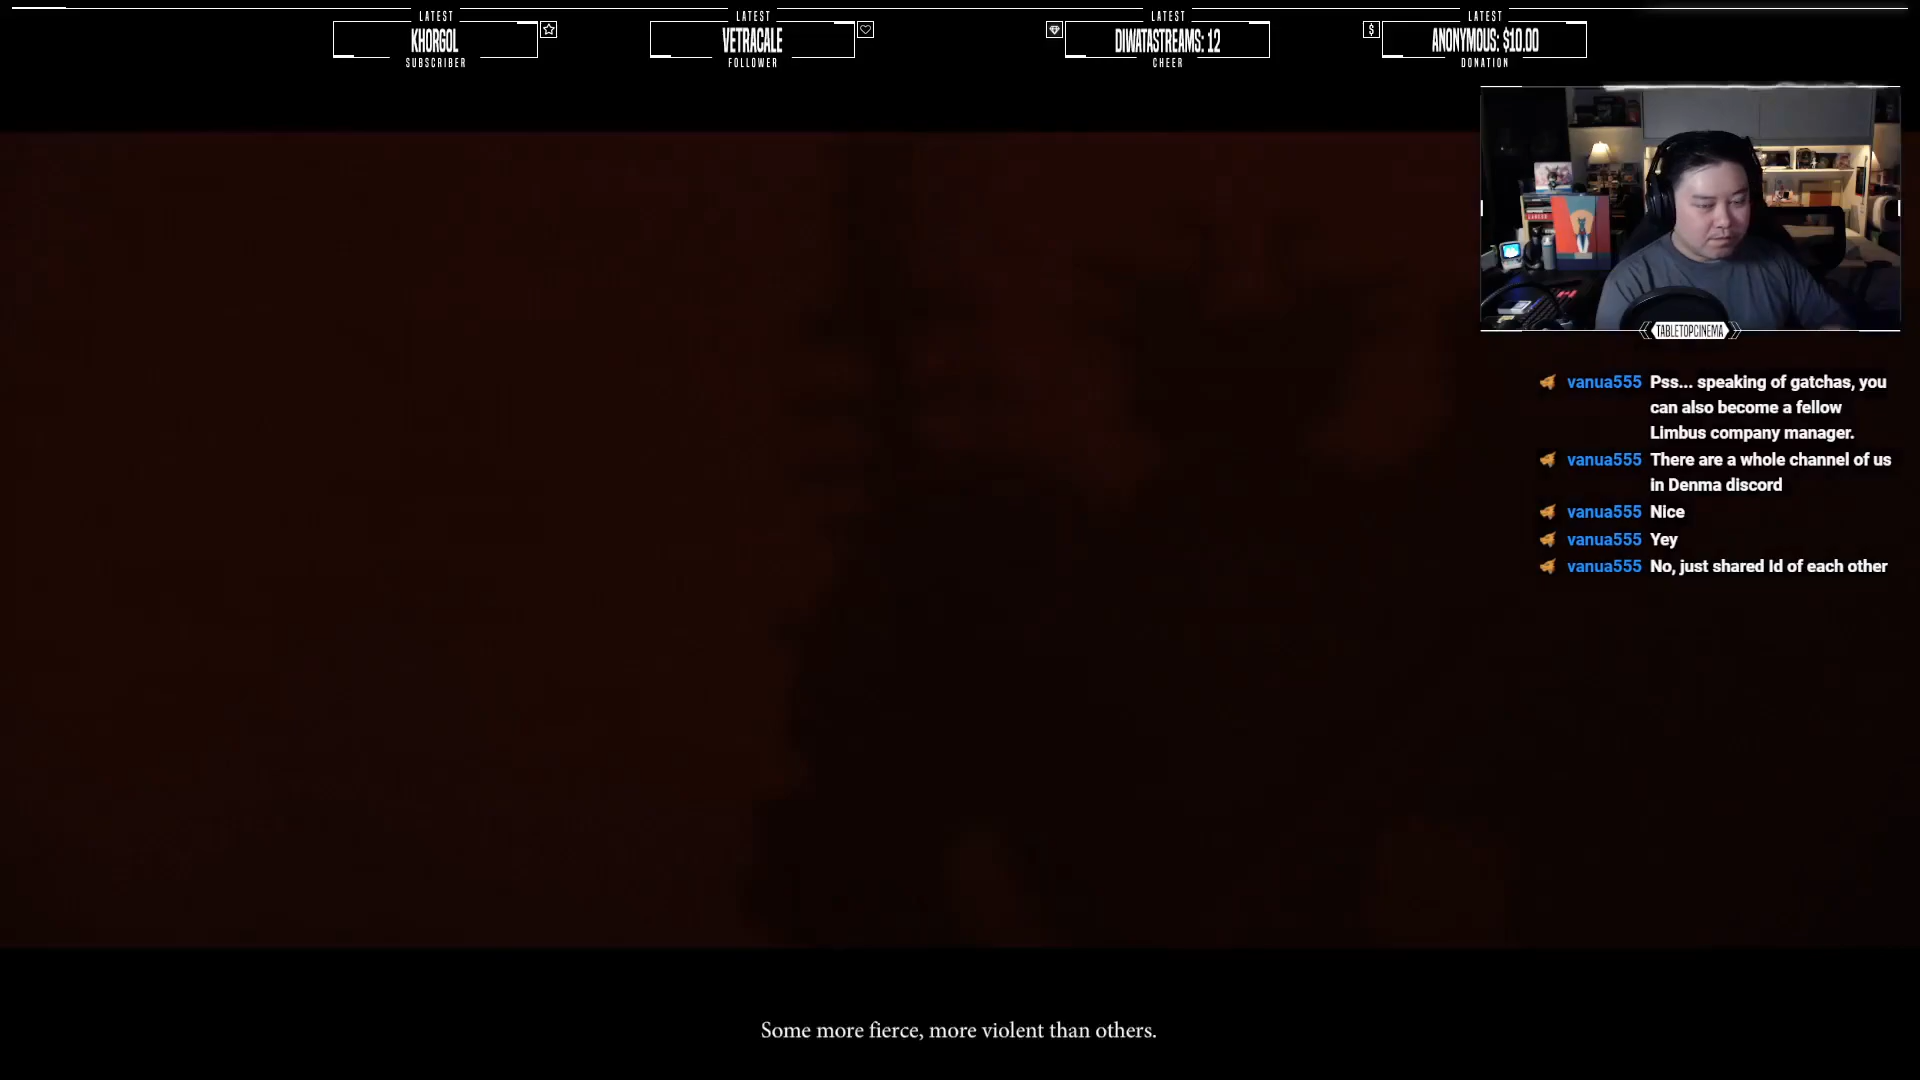 LATEST
KHORGOL
SUBSCRIBER
LATEST
VETRACALE
FOLLOWER
LATEST
DIWATASTREAMS: 12
CHEER
LATEST
ANONYMOUS: $10.00
DONATION
TABLETOPCINEMA
vanua555 Pss... speaking of gatchas, you
can also become a fellow
Limbus company manager.
vanua555 There are a whole channel of us
in Denma discord
vanua555 Nice
vanua555 Yey
vanua555 No, just shared Id of each other
Some more fierce, more violent than others.